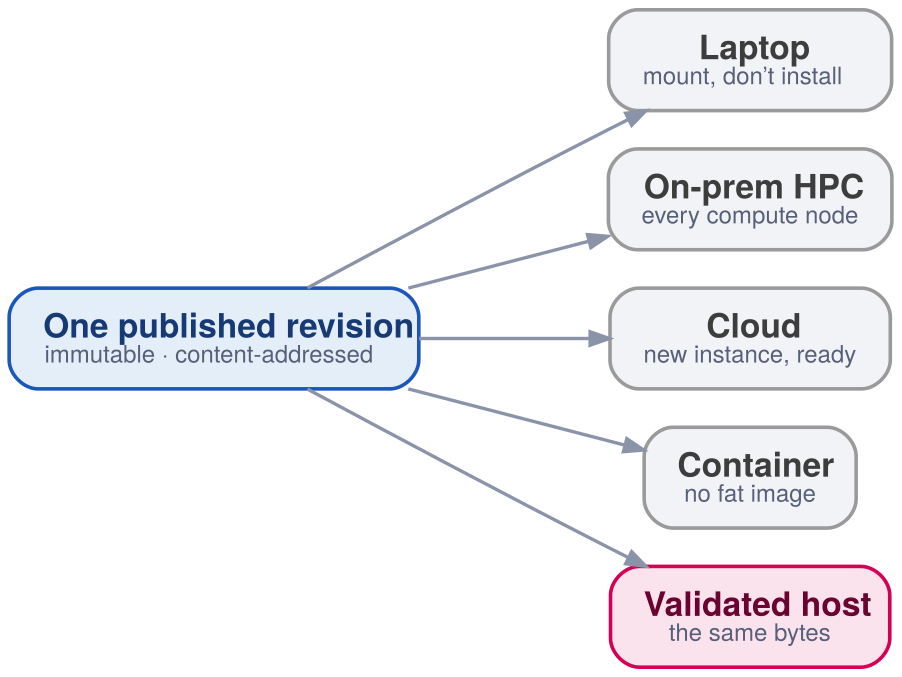 Laptop
mount, don’t install
On-prem HPC
every compute node
One published revision
immutable · content-addressed
Cloud
new instance, ready
Container
no fat image
Validated host
the same bytes